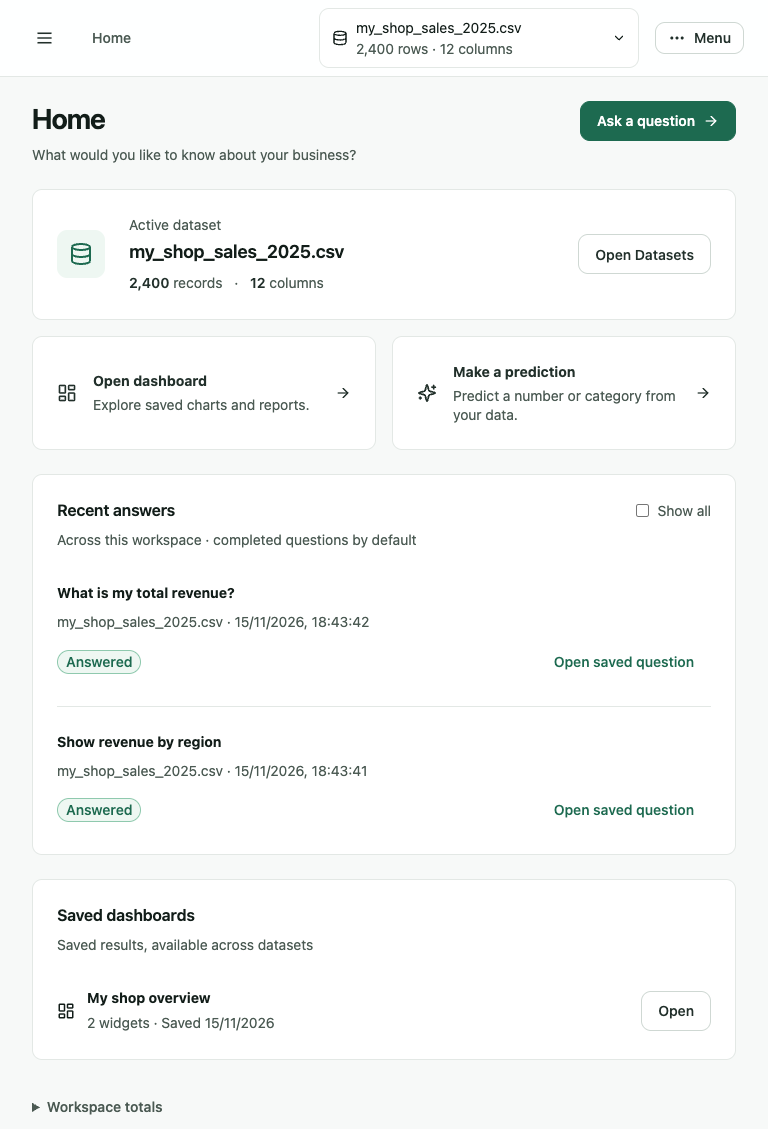 Home
my_shop_sales_2025.csv
2,400 rows · 12 columns
Menu
Home
Ask a question
What would you like to know about your business?
Active dataset
my_shop_sales_2025.csv
2,400 records · 12 columns
Open Datasets
Open dashboard
Explore saved charts and reports.
Make a prediction
Predict a number or category from
your data.
Recent answers
Show all
Across this workspace · completed questions by default
What is my total revenue?
my_shop_sales_2025.csv · 15/11/2026, 18:43:42
Answered
Open saved question
Show revenue by region
my_shop_sales_2025.csv · 15/11/2026, 18:43:41
Answered
Open saved question
Saved dashboards
Saved results, available across datasets
My shop overview
2 widgets · Saved 15/11/2026
Open
Workspace totals